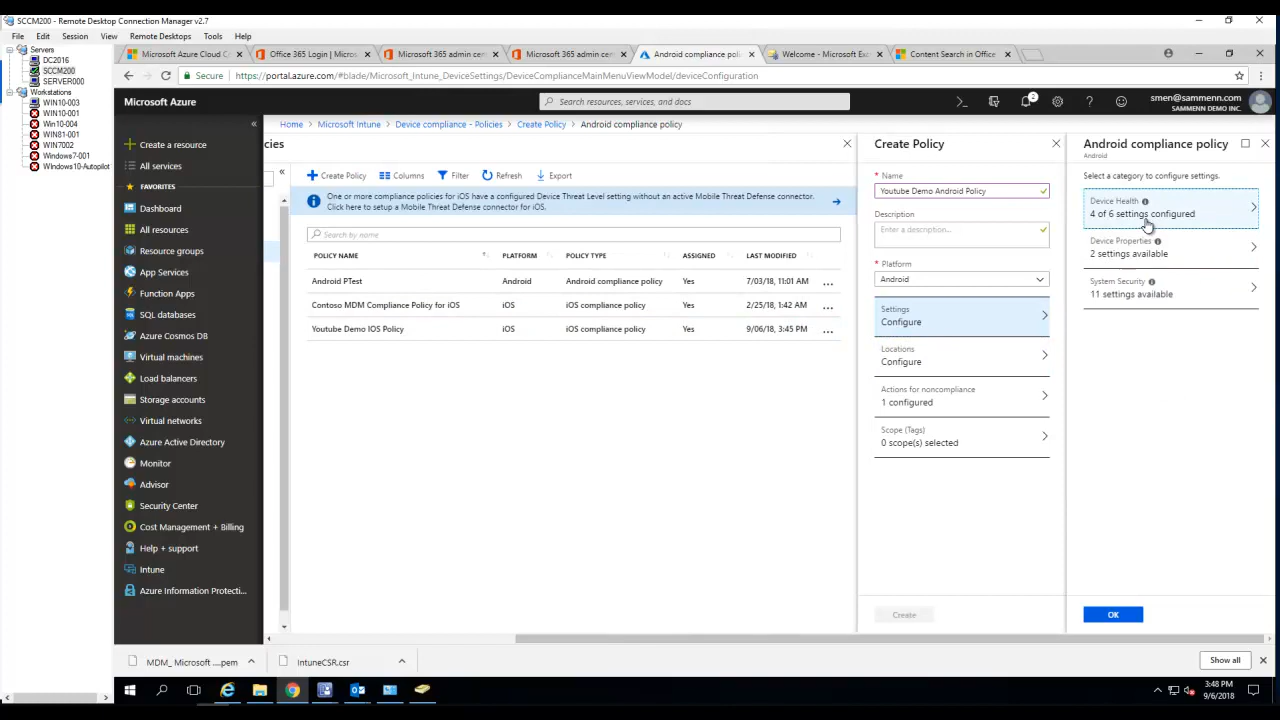 SCCM200 - Remote Desktop Connection Manager v2.7
File Session View Remote Desktops Tools Help
Servers
DC2016
SCCM200
SERVER000
Workstations
WIN10-003
WIN10-001
Win10-004
WIN81-001
WIN7002
Windows7-001
Windows10-Autopilot
Microsoft Azure Cloud C
Office 365 Login | Micros
Microsoft 365 admin cen
Microsoft 365 admin cen
Android compliance poli
Welcome - Microsoft Ex
Content Search in Office
Secure https://portal.azure.com/#blade/Microsoft_Intune_DeviceSettings/DeviceComplianceMainMenuViewModel/deviceConfiguration
Microsoft Azure
Search resources, services, and docs
2
smen@sammenn.com
SAMMENN DEMO INC.
Home > Microsoft Intune > Device compliance - Policies > Create Policy > Android compliance policy
Create a resource
All services
FAVORITES
Dashboard
All resources
Resource groups
App Services
Function Apps
SQL databases
Azure Cosmos DB
Virtual machines
Load balancers
Storage accounts
Virtual networks
Azure Active Directory
Monitor
Advisor
Security Center
Cost Management + Billing
Help + support
Intune
Azure Information Protecti...
cies
Create Policy Columns Filter Refresh Export
One or more compliance policies for iOS have a configured Device Threat Level setting without an active Mobile Threat Defense connector.
Click here to setup a Mobile Threat Defense connector for iOS.
Search by name
POLICY NAME PLATFORM POLICY TYPE ASSIGNED LAST MODIFIED
Android PTest Android Android compliance policy Yes 7/03/18, 11:01 AM ...
Contoso MDM Compliance Policy for iOS iOS iOS compliance policy Yes 2/25/18, 1:42 AM ...
Youtube Demo IOS Policy iOS iOS compliance policy Yes 9/06/18, 3:45 PM ...
Create Policy
* Name
Youtube Demo Android Policy
Description
Enter a description...
* Platform
Android
Settings
Configure
Locations
Configure
Actions for noncompliance
1 configured
Scope (Tags)
0 scope(s) selected
Create
Android compliance policy
Android
Select a category to configure settings.
Device Health
4 of 6 settings configured
Device Properties
2 settings available
System Security
11 settings available
OK
MDM_ Microsoft ....pem
IntuneCSR.csr
Show all
3:48 PM
9/6/2018